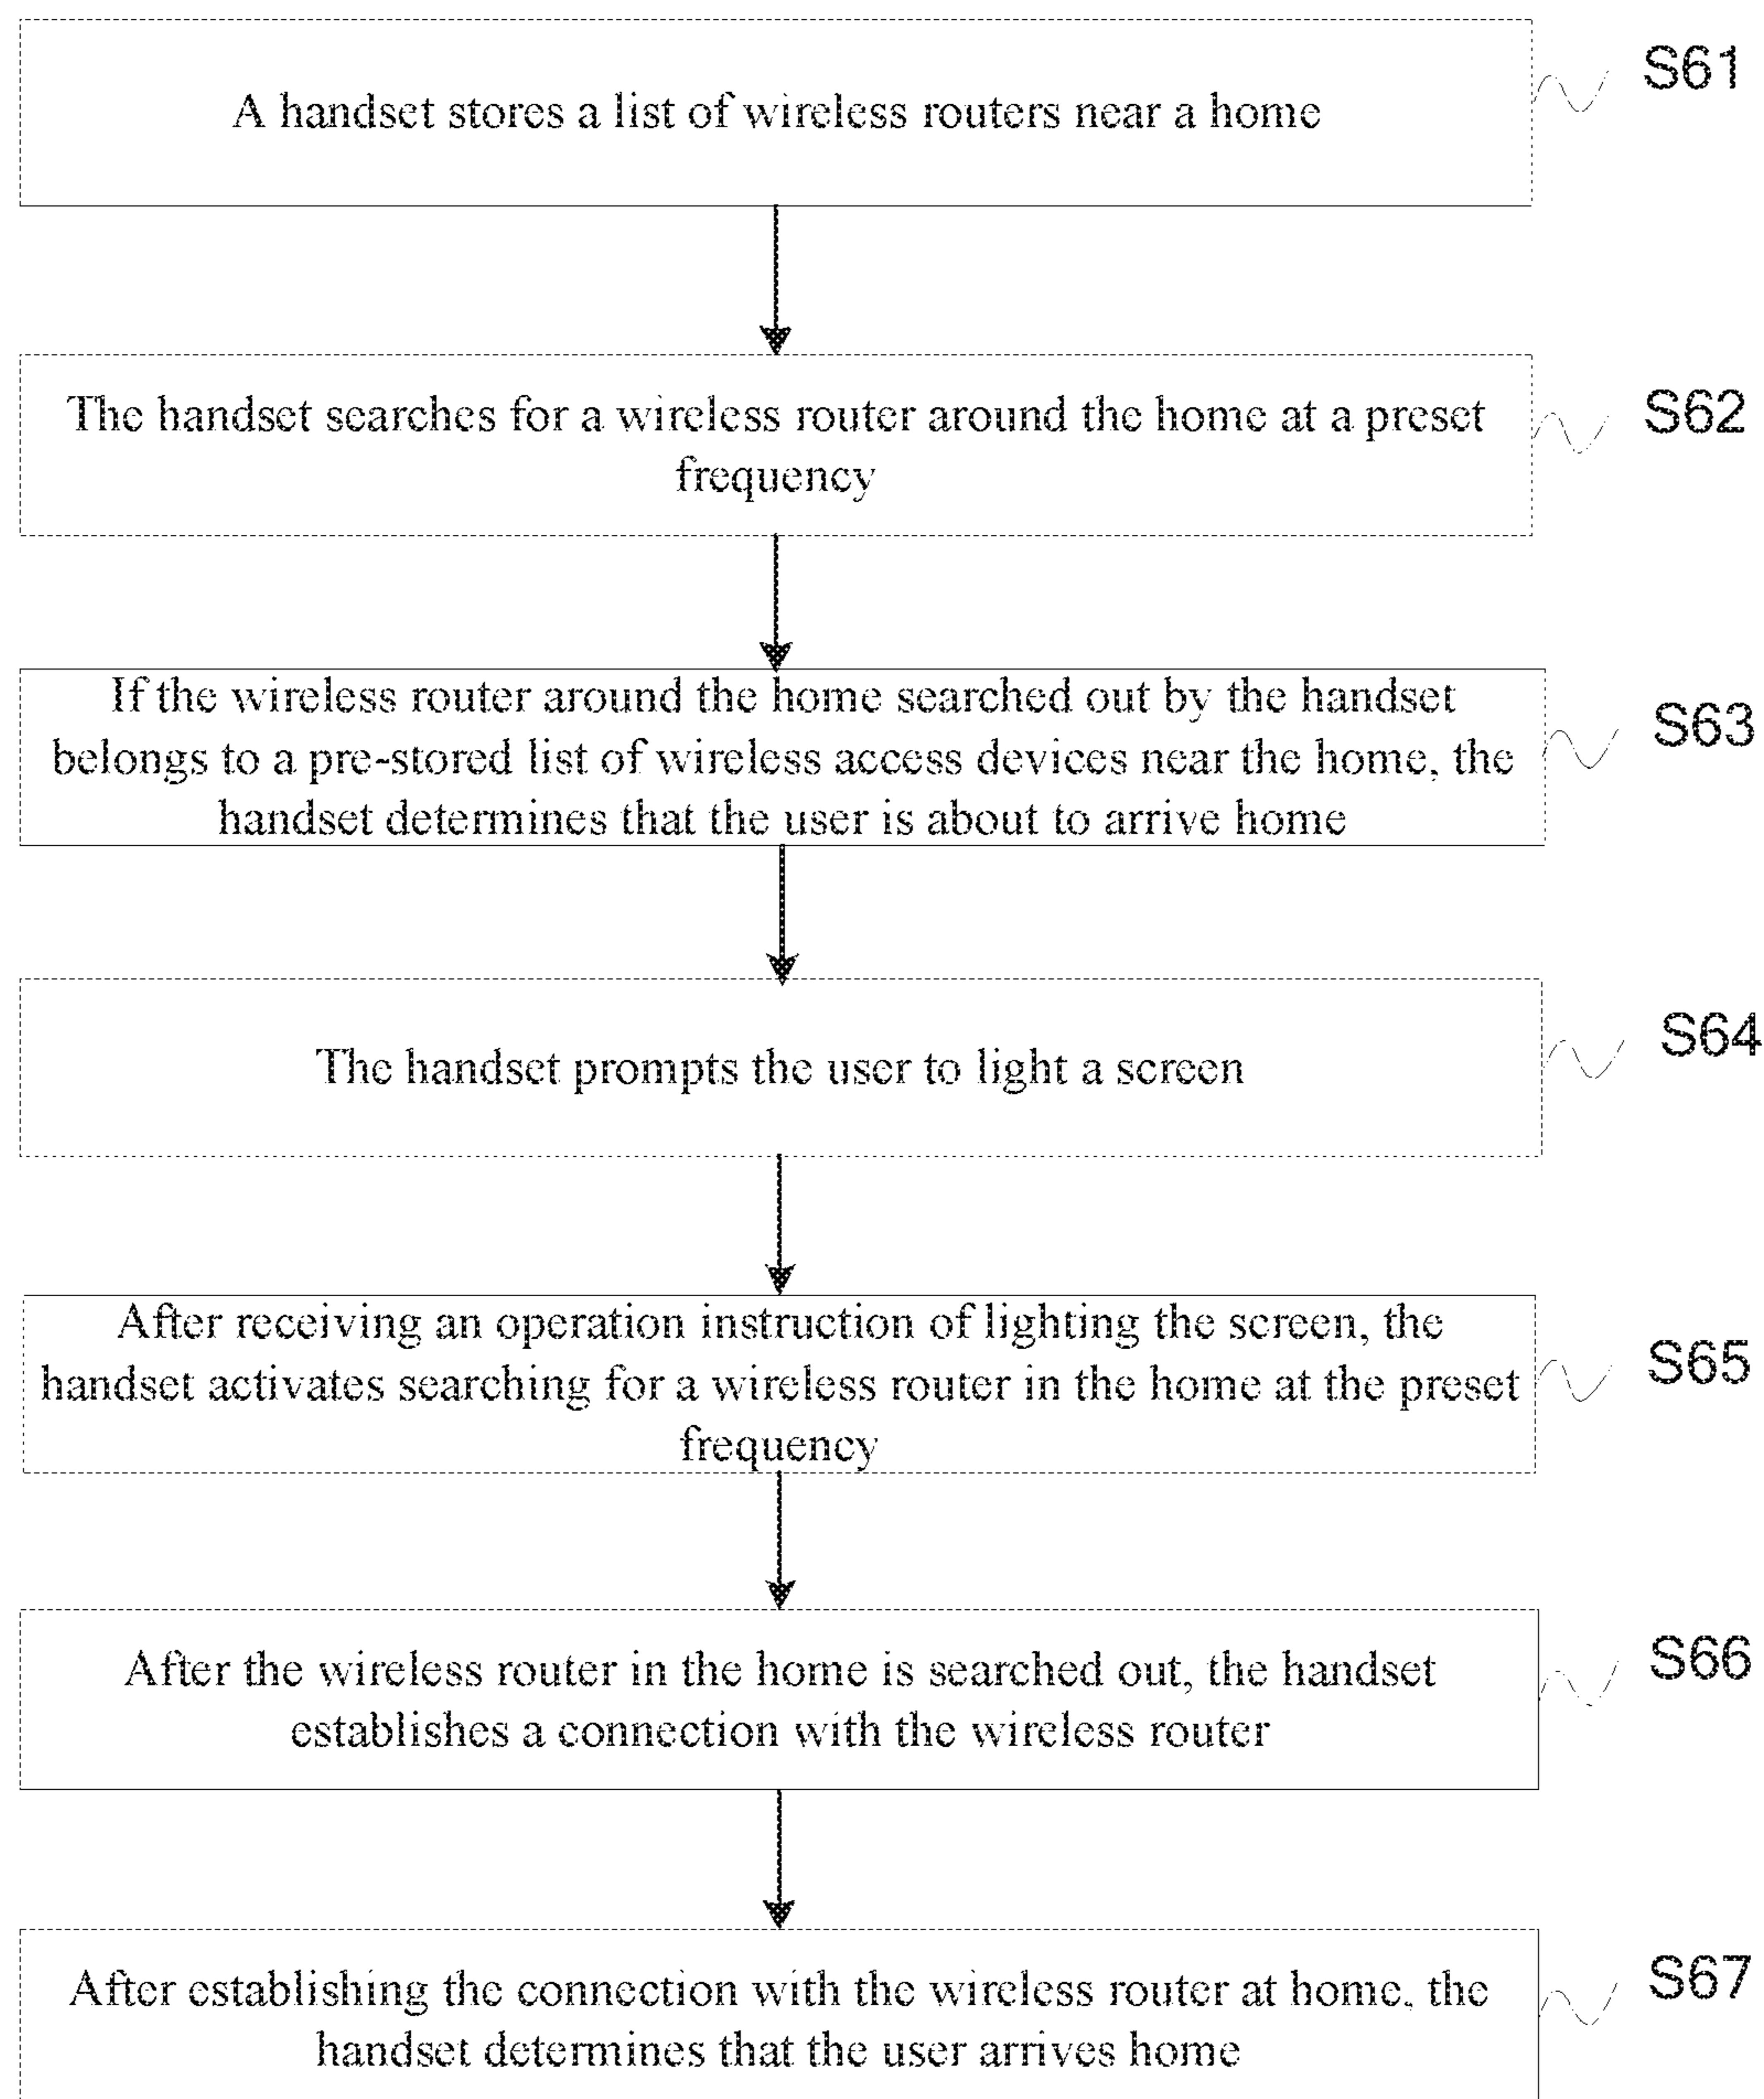 A handset stores a list of wireless routers near a home
S61
The handset searches for a wireless router around the home at a preset
frequency
S62
If the wireless router around the home searched out by the handset
belongs to a pre-stored list of wireless access devices near the home, the
handset determines that the user is about to arrive home
S63
The handset prompts the user to light a screen
S64
After receiving an operation instruction of lighting the screen, the
handset activates searching for a wireless router in the home at the preset
frequency
S65
After the wireless router in the home is searched out, the handset
establishes a connection with the wireless router
S66
After establishing the connection with the wireless router at home, the
handset determines that the user arrives home
S67